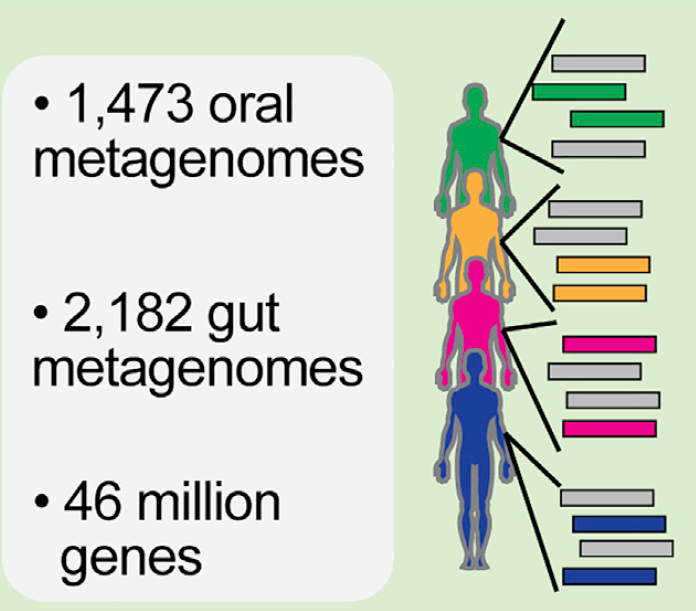 • 1,473 oral
metagenomes
• 2,182 gut
metagenomes
• 46 million
genes